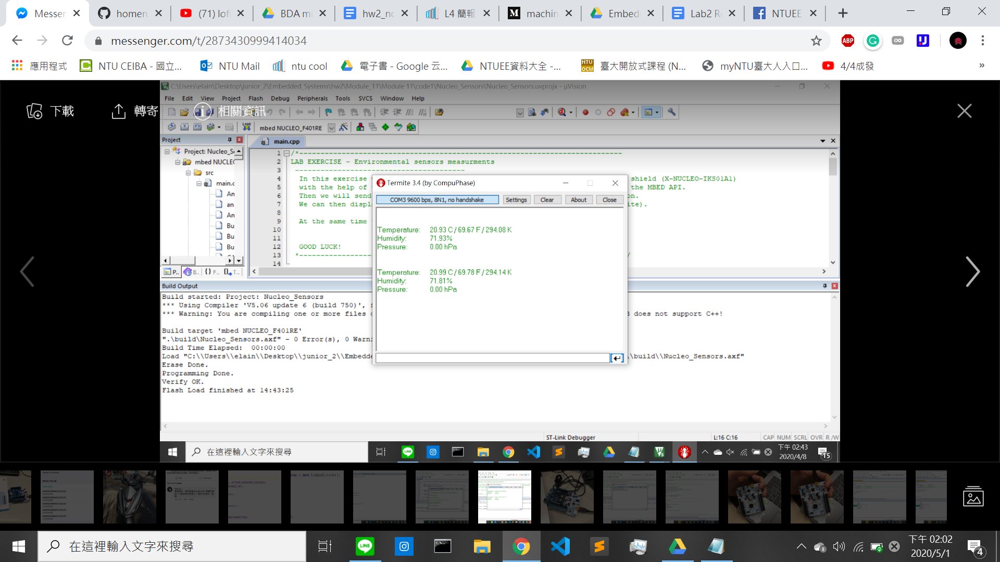 Messen
homeru
(71) lofi
BDA mi
hw2_no
L4 簡報
machin
Embed
Lab2 Re
NTUEE
messenger.com/t/2873430999414034
ABP
應用程式
NTU CEIBA - 國立...
NTU Mail
ntu cool
電子書 - Google 云...
NTUEE資料大全 -...
臺大開放式課程 (N...
myNTU臺大人入口...
4/4成發
下載
轉寄
相關資訊
C:\Users\elain\Desktop\junior_2\Embedded_Systems\hw2\Module_11\Module 11\code1\Nucleo_Sensors\Nucleo_Sensors.uvprojx - µVision
File Edit View Project Flash Debug Peripherals Tools SVCS Window Help
LOAD
mbed NUCLEO_F401RE
Project
Project: Nucleo_S
mbed NUCLE
src
main.c
An
an
An
Bu
Bu
Bu
P..
B..
{} F..
T..
main.cpp
1 /*---------------------------------------------------------------------------
2 LAB EXERCISE - Environmental sensors measurments
3 ----------------------------------------
4 In this exercise
shield (X-NUCLEO-IKS01A1)
5 with the help of
the MBED API.
6 Then we will send
on.
7 We can then displ
ite).
8
9 At the same time
10
11
12 GOOD LUCK!
13 *-----------------
14
Termite 3.4 (by CompuPhase)
COM3 9600 bps, 8N1, no handshake
Settings
Clear
About
Close
Temperature: 20.93 C / 69.67 F / 294.08 K
Humidity: 71.93%
Pressure: 0.00 hPa
Temperature: 20.99 C / 69.78 F / 294.14 K
Humidity: 71.81%
Pressure: 0.00 hPa
Build Output
Build started: Project: Nucleo_Sensors
*** Using Compiler 'V5.06 update 6 (build 750)',
*** Warning: You are compiling one or more files
does not support C++!
Build target 'mbed NUCLEO_F401RE'
".\build\Nucleo_Sensors.axf" - 0 Error(s), 0 Warni
Build Time Elapsed: 00:00:00
Load "C:\\Users\\elain\\Desktop\\junior_2\\Embedde
\\build\\Nucleo_Sensors.axf"
Erase Done.
Programming Done.
Verify OK.
Flash Load finished at 14:43:25
ST-Link Debugger
L:16 C:16
CAP NUM SCRL OVR R/W
在這裡輸入文字來搜尋
下午 02:43
2020/4/8
15
在這裡輸入文字來搜尋
LINE
下午 02:02
2020/5/1
4